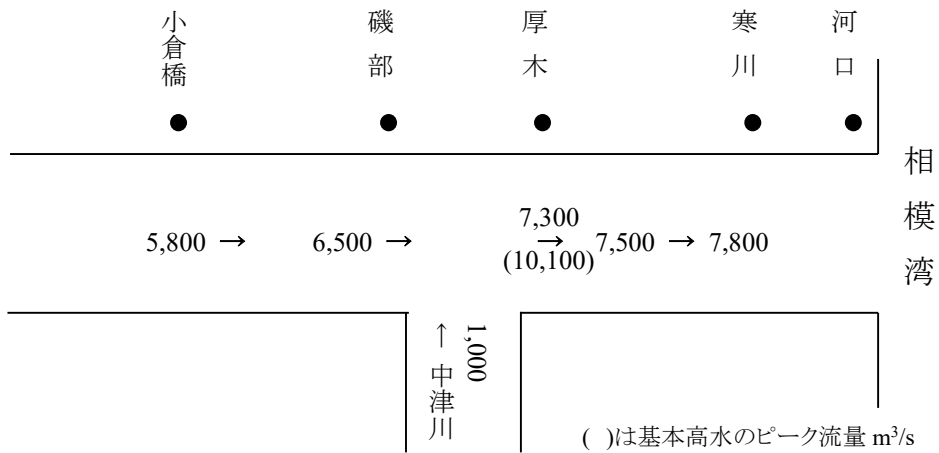 小倉橋
磯部
厚木
寒川
河口
相模湾
7,300
5,800 →
6,500 →
→
7,500 →
7,800
(10,100)
1,000
← 中津川
( )は基本高水のピーク流量 m³/s